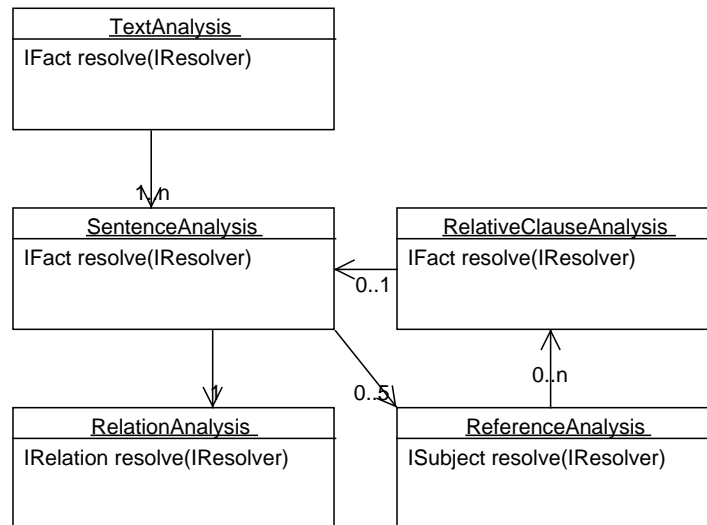 TextAnalysis
IFact resolve(IResolver)
1..n
SentenceAnalysis
IFact resolve(IResolver)
RelativeClauseAnalysis
IFact resolve(IResolver)
0..1
1
0..5
0..n
RelationAnalysis
IRelation resolve(IResolver)
ReferenceAnalysis
ISubject resolve(IResolver)